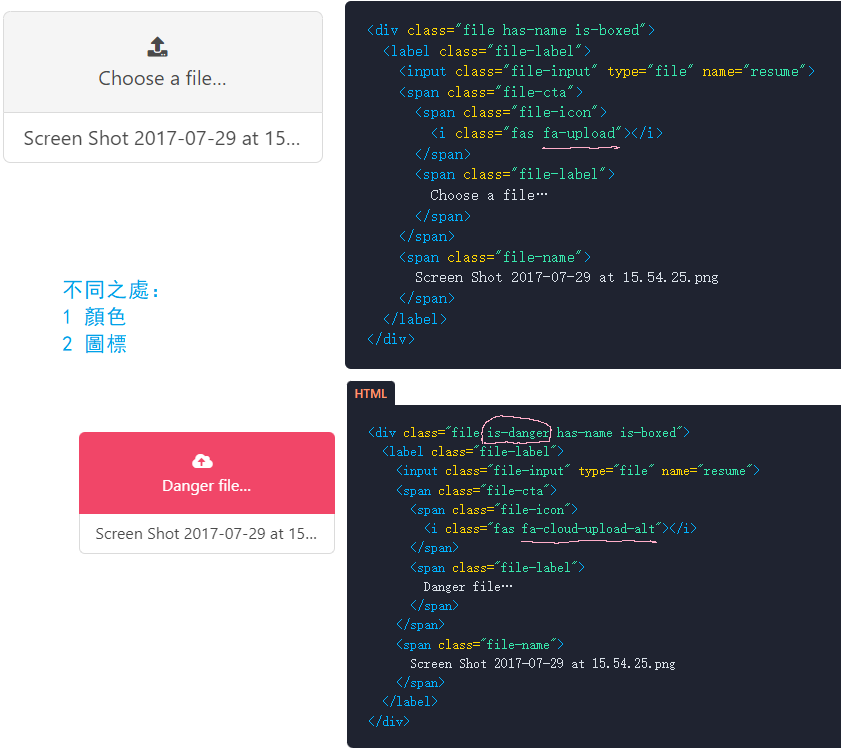 Choose a file…
Screen Shot 2017-07-29 at 15…
<div class="file has-name is-boxed">
<label class="file-label">
<input class="file-input" type="file" name="resume">
<span class="file-cta">
<span class="file-icon">
<i class="fas fa-upload"></i>
</span>
<span class="file-label">
Choose a file…
</span>
</span>
<span class="file-name">
Screen Shot 2017-07-29 at 15.54.25.png
</span>
</label>
</div>
不同之處：
1 顏色
2 圖標
Danger file…
Screen Shot 2017-07-29 at 15…
HTML
<div class="file is-danger has-name is-boxed">
<label class="file-label">
<input class="file-input" type="file" name="resume">
<span class="file-cta">
<span class="file-icon">
<i class="fas fa-cloud-upload-alt"></i>
</span>
<span class="file-label">
Danger file…
</span>
</span>
<span class="file-name">
Screen Shot 2017-07-29 at 15.54.25.png
</span>
</label>
</div>